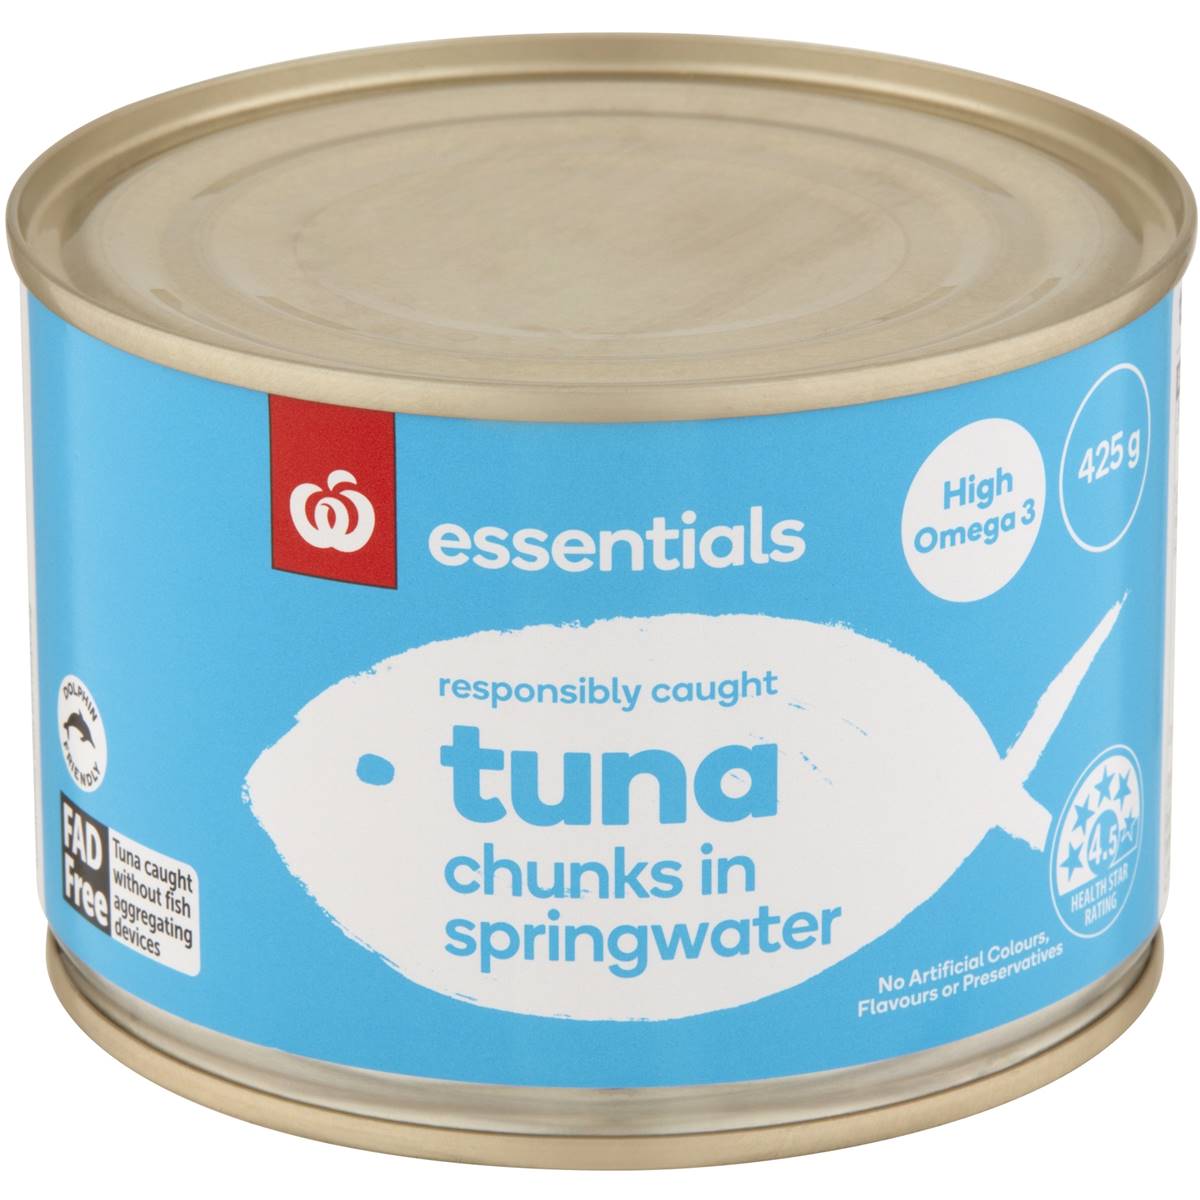 essentials
High
Omega 3
425g
responsibly caught
tuna
chunks in
springwater
DOLPHIN
FRIENDLY
FAD
Free
Tuna caught
without fish
aggregating
devices
4.5
HEALTH STAR
RATING
No Artificial Colours,
Flavours or Preservatives